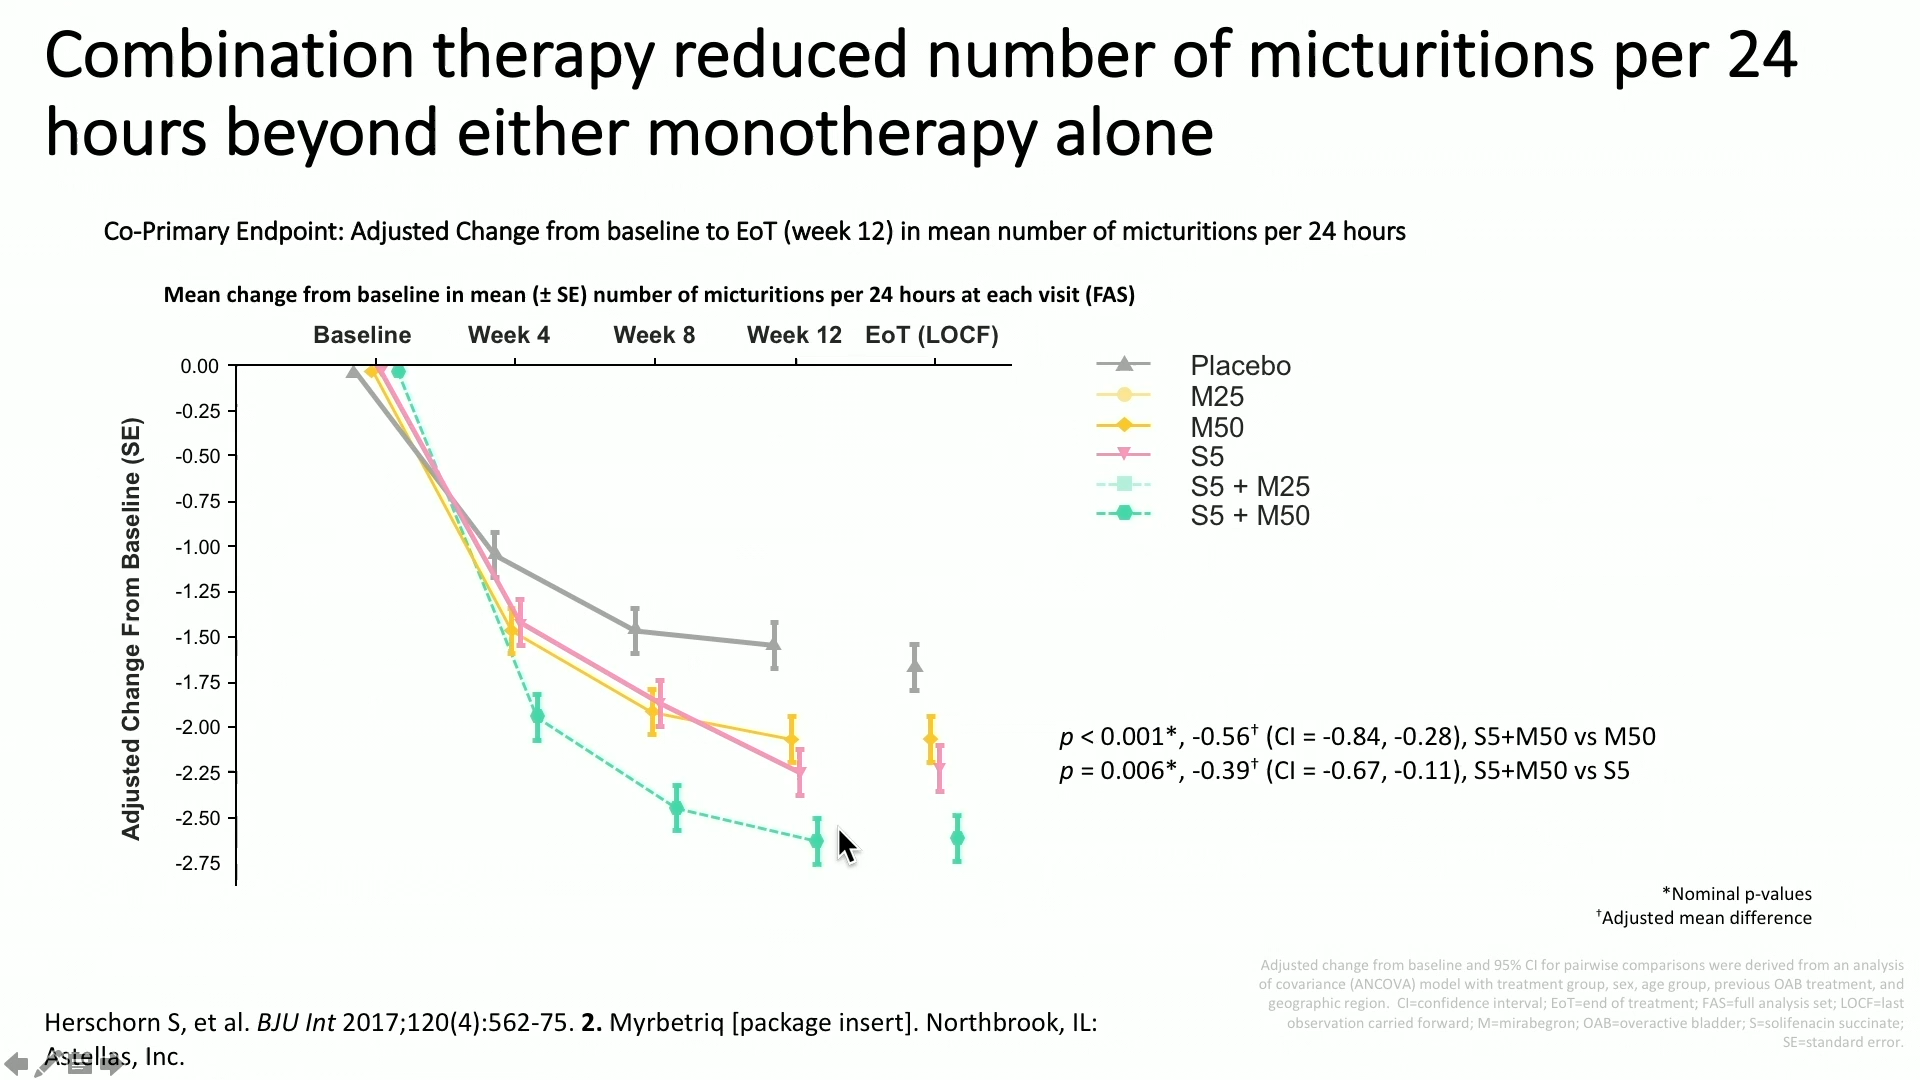 Combination therapy reduced number of micturitions per 24
hours beyond either monotherapy alone
Co-Primary Endpoint: Adjusted Change from baseline to EoT (week 12) in mean number of micturitions per 24 hours
Mean change from baseline in mean (± SE) number of micturitions per 24 hours at each visit (FAS)
Baseline Week 4 Week 8 Week 12 EoT (LOCF)
Adjusted Change From Baseline (SE)
0.00
-0.25
-0.50
-0.75
-1.00
-1.25
-1.50
-1.75
-2.00
-2.25
-2.50
-2.75
Placebo
M25
M50
S5
S5 + M25
S5 + M50
p < 0.001*, -0.56† (CI = -0.84, -0.28), S5+M50 vs M50
p = 0.006*, -0.39† (CI = -0.67, -0.11), S5+M50 vs S5
*Nominal p-values
†Adjusted mean difference
Adjusted change from baseline and 95% CI for pairwise comparisons were derived from an analysis
of covariance (ANCOVA) model with treatment group, sex, age group, previous OAB treatment, and
geographic region. CI=confidence interval; EoT=end of treatment; FAS=full analysis set; LOCF=last
observation carried forward; M=mirabegron; OAB=overactive bladder; S=solifenacin succinate;
SE=standard error.
Herschorn S, et al. BJU Int 2017;120(4):562-75. 2. Myrbetriq [package insert]. Northbrook, IL:
Astellas, Inc.